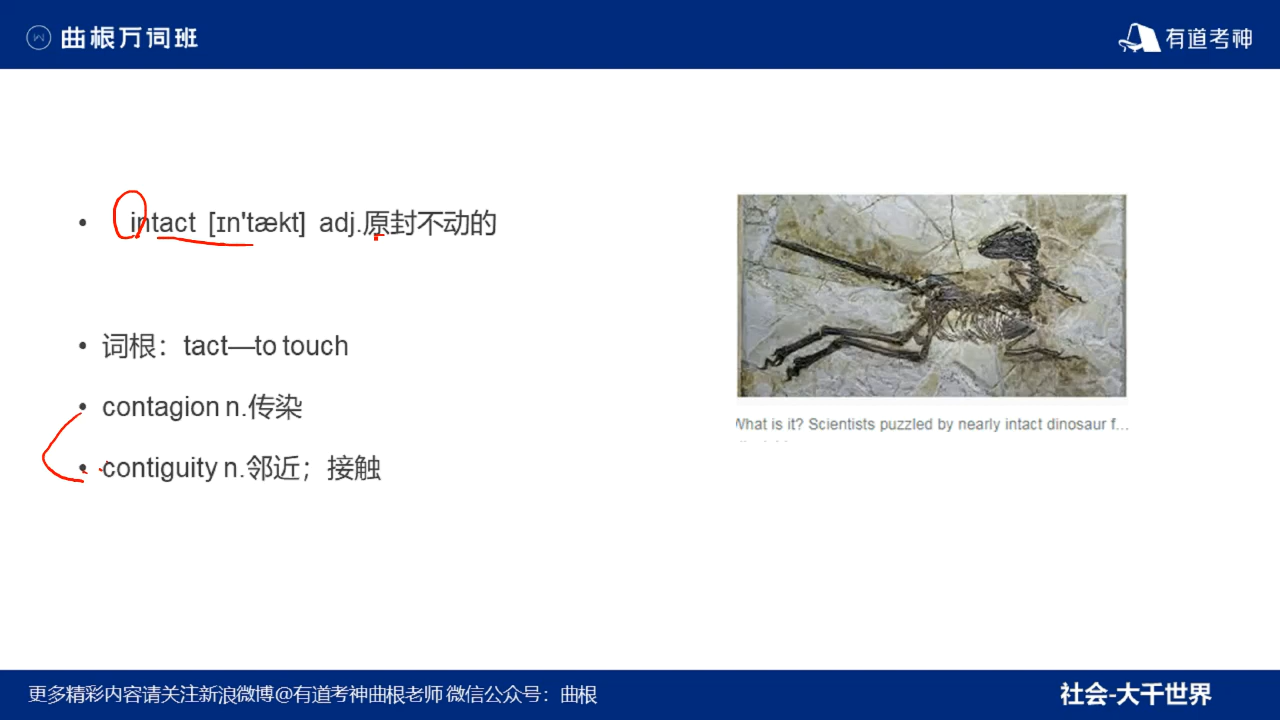 曲根万词班
有道考神
• intact [ɪn'tækt] adj.原封不动的
• 词根：tact—to touch
• contagion n.传染
• contiguity n.邻近；接触
What is it? Scientists puzzled by nearly intact dinosaur f...
更多精彩内容请关注新浪微博@有道考神曲根老师 微信公众号：曲根
社会-大千世界